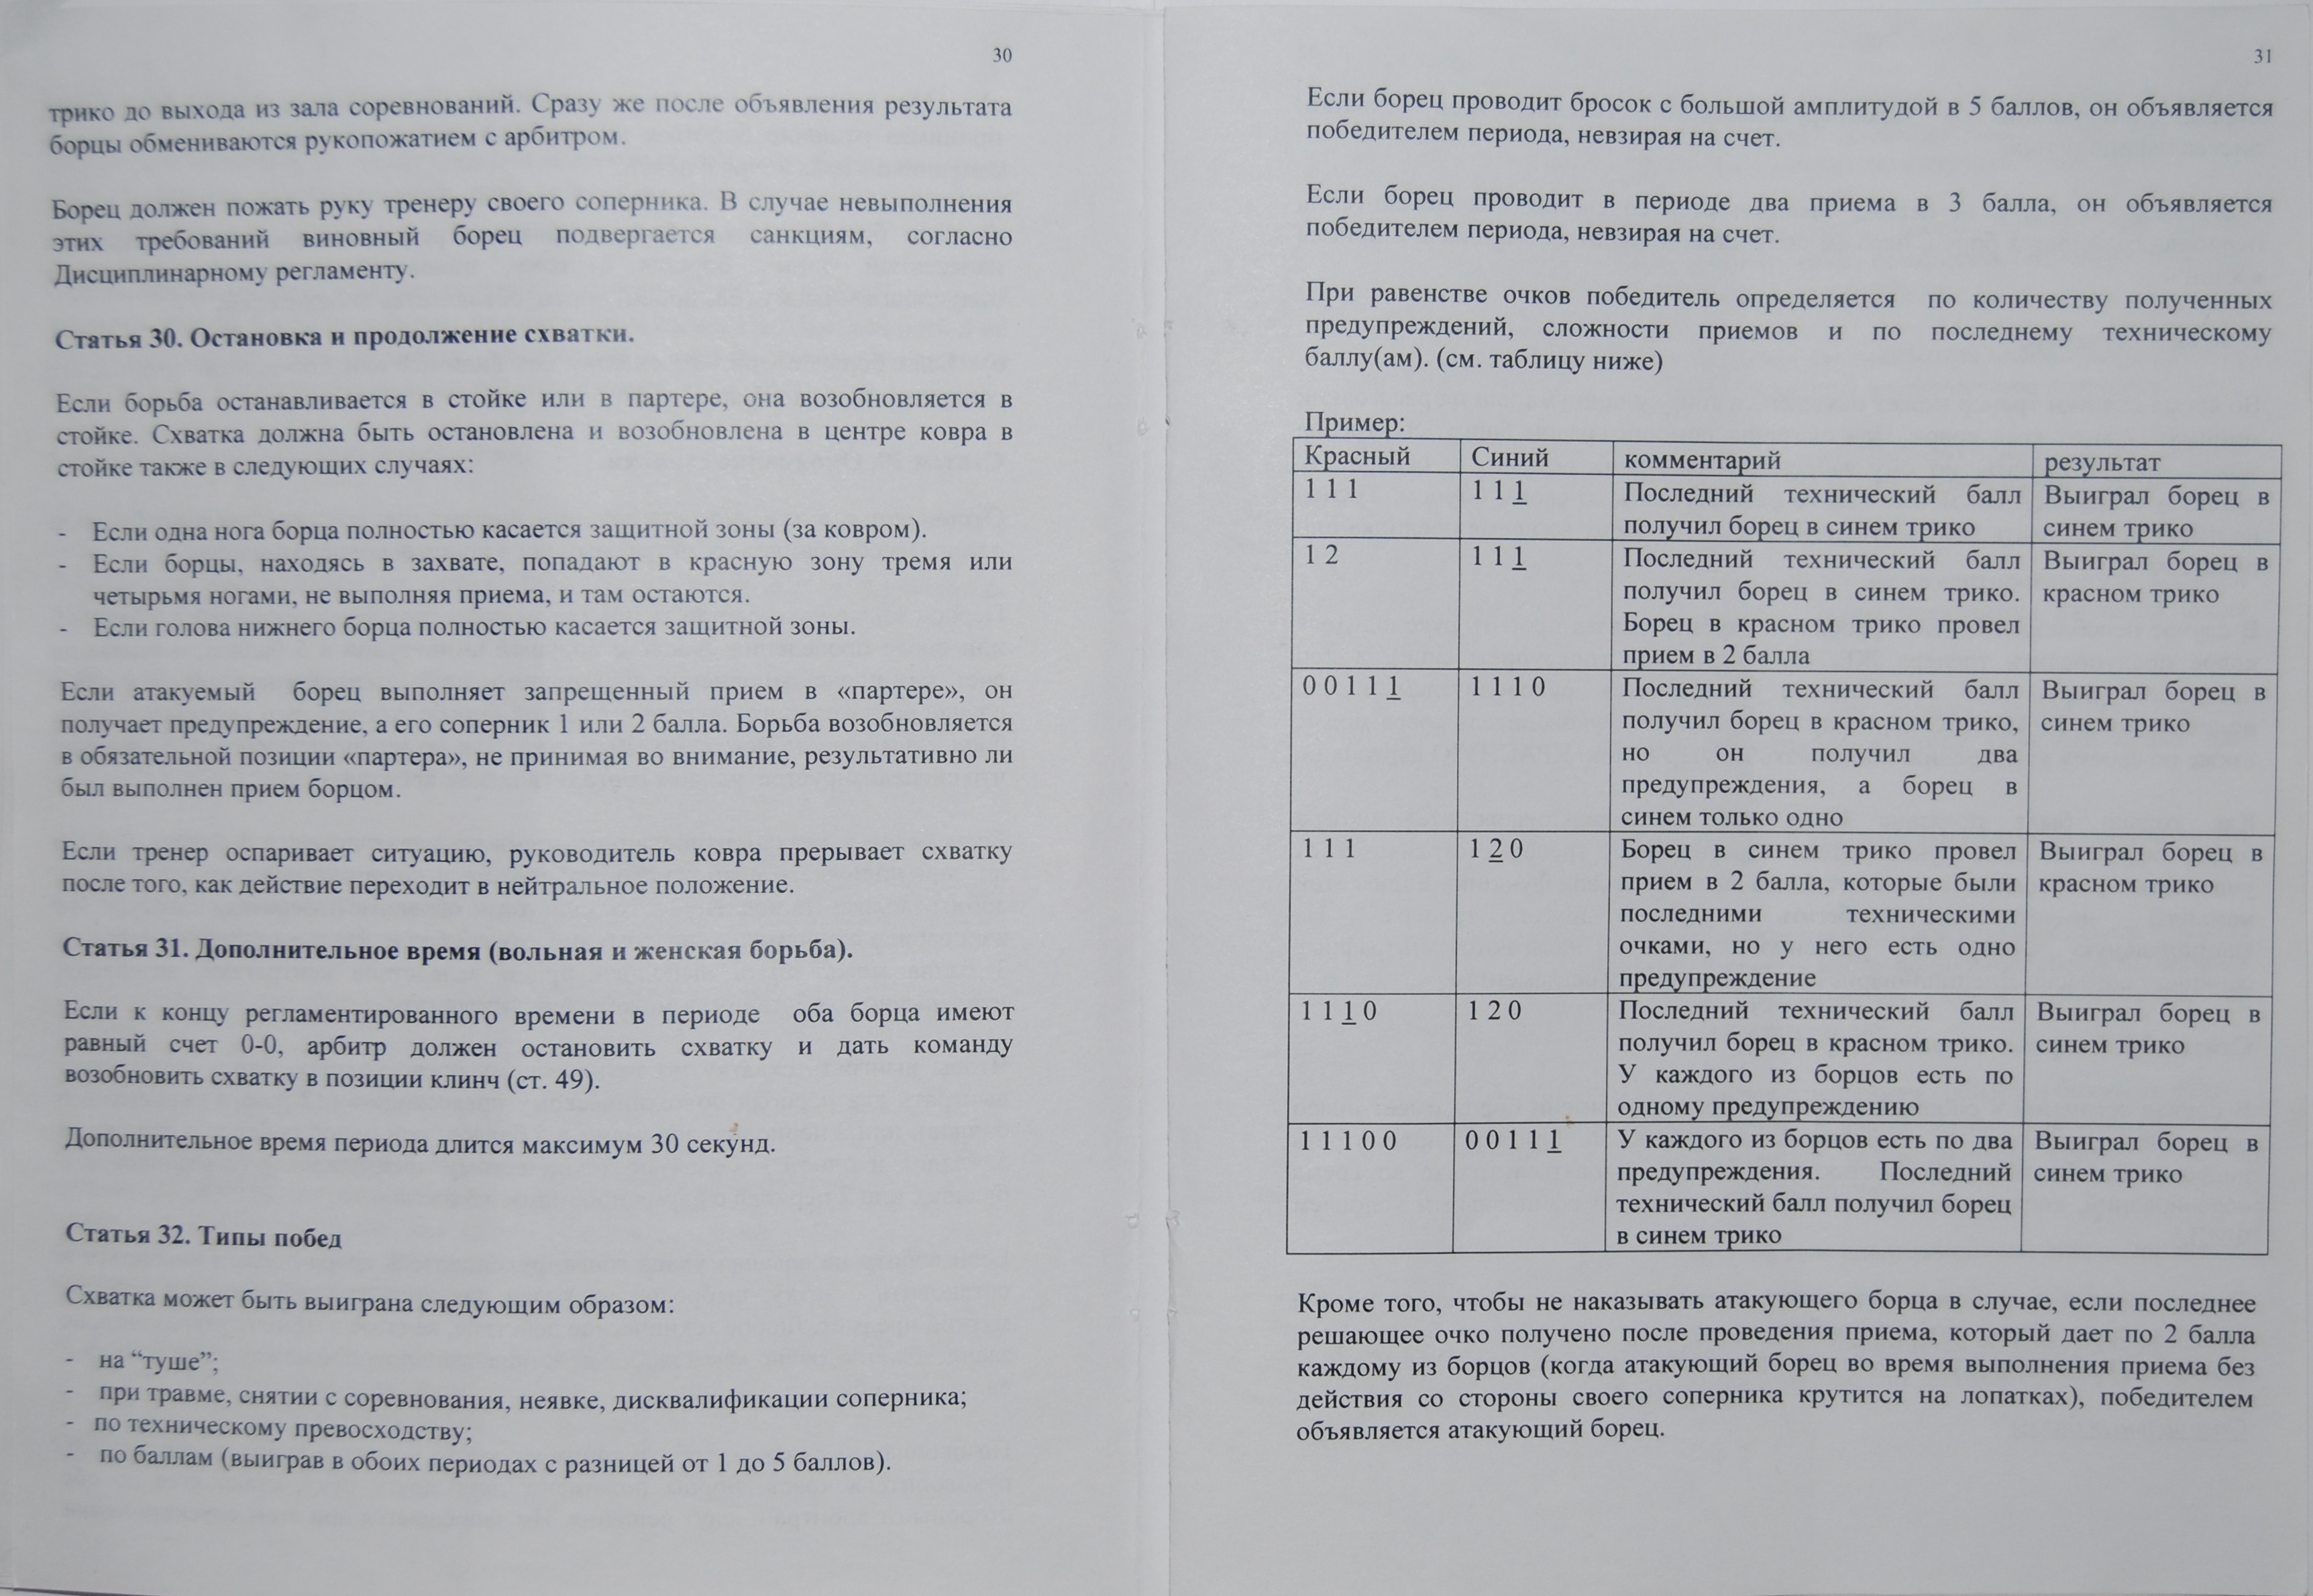 30
трико до выхода из зала соревнований. Сразу же после объявления результата
борцы обмениваются рукопожатием с арбитром.
Борец должен пожать руку тренеру своего соперника. В случае невыполнения
этих требований виновный борец подвергается санкциям, согласно
Дисциплинарному регламенту.
Статья 30. Остановка и продолжение схватки.
Если борьба останавливается в стойке или в партере, она возобновляется в
стойке. Схватка должна быть остановлена и возобновлена в центре ковра в
стойке также в следующих случаях:
- Если одна нога борца полностью касается защитной зоны (за ковром).
- Если борцы, находясь в захвате, попадают в красную зону тремя или
четырьмя ногами, не выполняя приема, и там остаются.
- Если голова нижнего борца полностью касается защитной зоны.
Если атакуемый борец выполняет запрещенный прием в «партере», он
получает предупреждение, а его соперник 1 или 2 балла. Борьба возобновляется
в обязательной позиции «партера», не принимая во внимание, результативно ли
был выполнен прием борцом.
Если тренер оспаривает ситуацию, руководитель ковра прерывает схватку
после того, как действие переходит в нейтральное положение.
Статья 31. Дополнительное время (вольная и женская борьба).
Если к концу регламентированного времени в периоде оба борца имеют
равный счет 0-0, арбитр должен остановить схватку и дать команду
возобновить схватку в позиции клинч (ст. 49).
Дополнительное время периода длится максимум 30 секунд.
Статья 32. Типы побед
Схватка может быть выиграна следующим образом:
- на “туше”;
- при травме, снятии с соревнования, неявке, дисквалификации соперника;
- по техническому превосходству;
- по баллам (выиграв в обоих периодах с разницей от 1 до 5 баллов).
31
Если борец проводит бросок с большой амплитудой в 5 баллов, он объявляется
победителем периода, невзирая на счет.
Если борец проводит в периоде два приема в 3 балла, он объявляется
победителем периода, невзирая на счет.
При равенстве очков победитель определяется по количеству полученных
предупреждений, сложности приемов и по последнему техническому
баллу(ам). (см. таблицу ниже)
Пример:
Красный Синий комментарий результат
1 1 1 1 1 1 Последний технический балл Выиграл борец в
получил борец в синем трико синем трико
1 2 1 1 1 Последний технический балл Выиграл борец в
получил борец в синем трико. красном трико
Борец в красном трико провел
прием в 2 балла
0 0 1 1 1 1 1 1 0 Последний технический балл Выиграл борец в
получил борец в красном трико, синем трико
но он получил два
предупреждения, а борец в
синем только одно
1 1 1 1 2 0 Борец в синем трико провел Выиграл борец в
прием в 2 балла, которые были красном трико
последними техническими
очками, но у него есть одно
предупреждение
1 1 1 0 1 2 0 Последний технический балл Выиграл борец в
получил борец в красном трико. синем трико
У каждого из борцов есть по
одному предупреждению
1 1 1 0 0 0 0 1 1 1 У каждого из борцов есть по два Выиграл борец в
предупреждения. Последний синем трико
технический балл получил борец
в синем трико
Кроме того, чтобы не наказывать атакующего борца в случае, если последнее
решающее очко получено после проведения приема, который дает по 2 балла
каждому из борцов (когда атакующий борец во время выполнения приема без
действия со стороны своего соперника крутится на лопатках), победителем
объявляется атакующий борец.